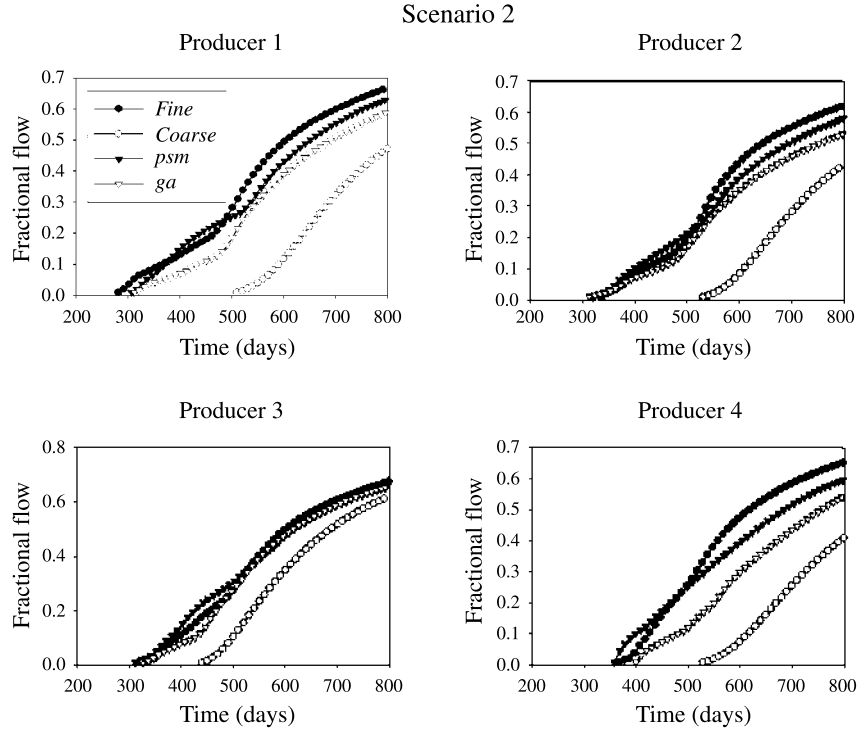 Scenario 2
Producer 1
Fractional flow
0.7
0.6
0.5
0.4
0.3
0.2
0.1
0.0
Fine
Coarse
psm
ga
200 300 400 500 600 700 800
Time (days)
Producer 2
Fractional flow
0.7
0.6
0.5
0.4
0.3
0.2
0.1
0.0
200 300 400 500 600 700 800
Time (days)
Producer 3
Fractional flow
0.8
0.6
0.4
0.2
0.0
200 300 400 500 600 700 800
Time (days)
Producer 4
Fractional flow
0.7
0.6
0.5
0.4
0.3
0.2
0.1
0.0
200 300 400 500 600 700 800
Time (days)